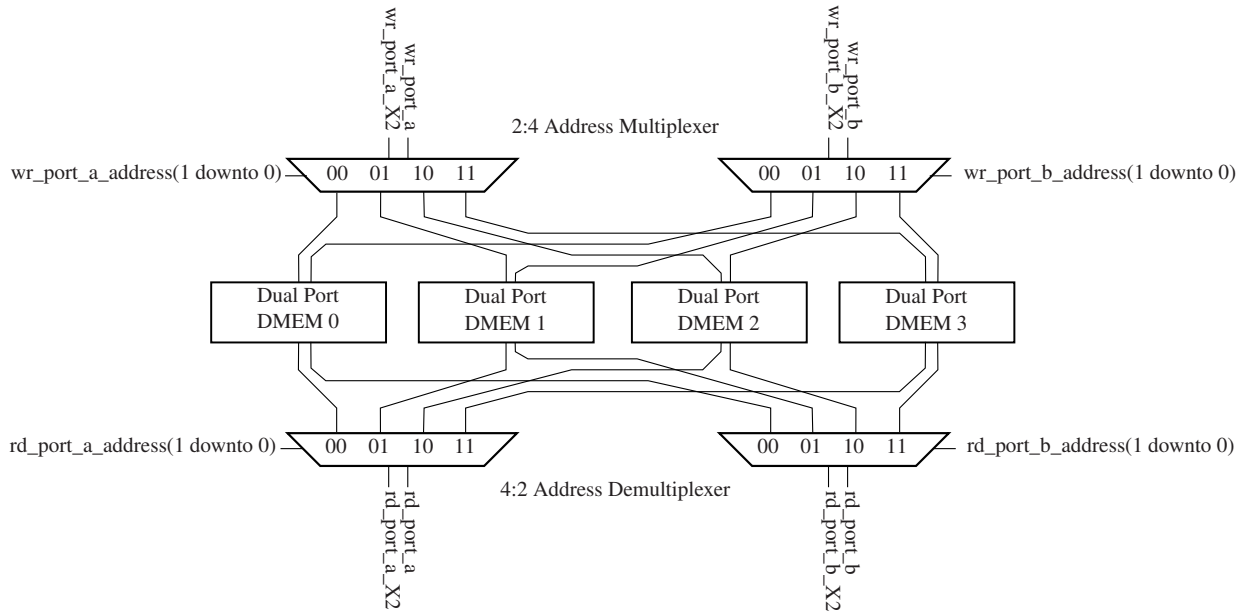 wr_port_a_X2
wr_port_a
wr_port_b_X2
wr_port_b
2:4 Address Multiplexer
wr_port_a_address(1 downto 0)
00 01 10 11
00 01 10 11
wr_port_b_address(1 downto 0)
Dual Port
DMEM 0
Dual Port
DMEM 1
Dual Port
DMEM 2
Dual Port
DMEM 3
rd_port_a_address(1 downto 0)
00 01 10 11
00 01 10 11
rd_port_b_address(1 downto 0)
4:2 Address Demultiplexer
rd_port_a_X2
rd_port_a
rd_port_b_X2
rd_port_b